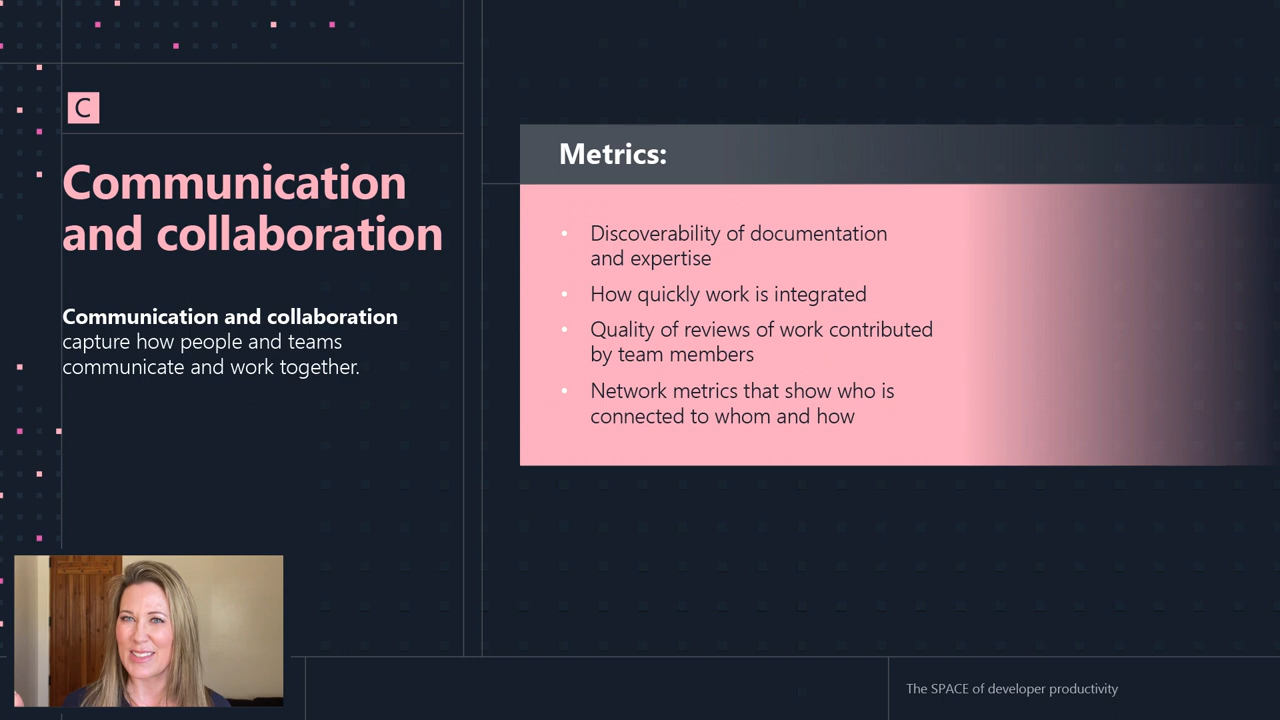 C
Communication
and collaboration
Communication and collaboration
capture how people and teams
communicate and work together.
Metrics:
• Discoverability of documentation
and expertise
• How quickly work is integrated
• Quality of reviews of work contributed
by team members
• Network metrics that show who is
connected to whom and how
The SPACE of developer productivity